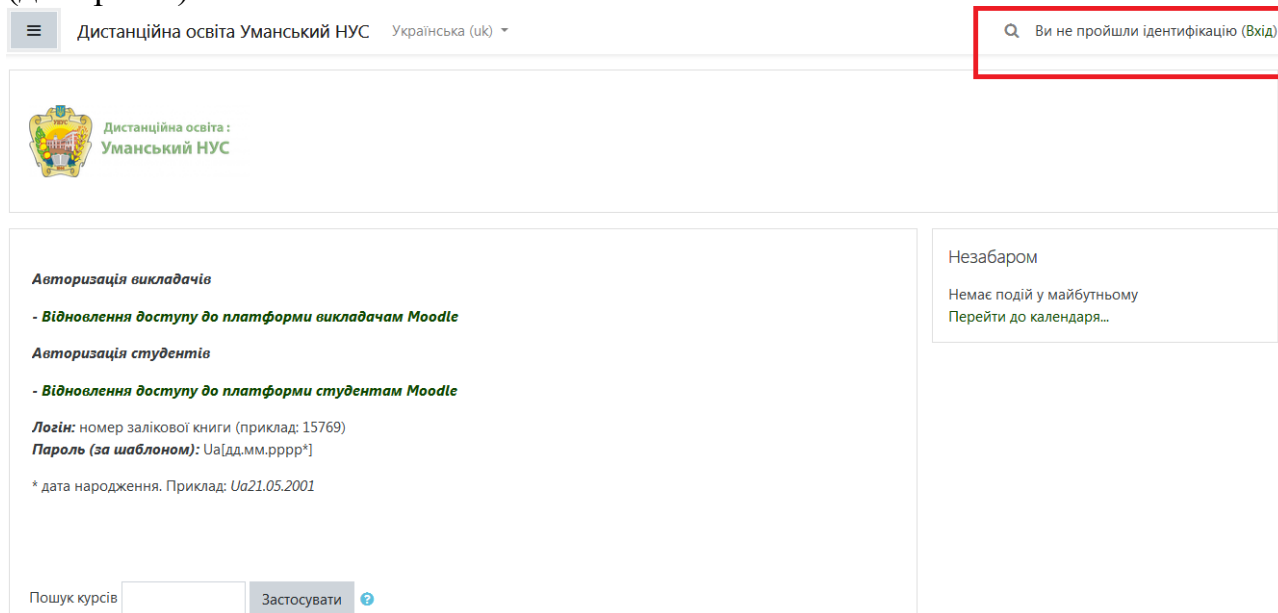 Дистанційна освіта Уманський НУС Українська (uk)
Ви не пройшли ідентифікацію (Вхід)
Дистанційна освіта :
Уманський НУС
Авторизація викладачів
- Відновлення доступу до платформи викладачам Moodle
Авторизація студентів
- Відновлення доступу до платформи студентам Moodle
Логін: номер залікової книги (приклад: 15769)
Пароль (за шаблоном): Ua[дд.мм.рррр*]
* дата народження. Приклад: Ua21.05.2001
Пошук курсів Застосувати
Незабаром
Немає подій у майбутньому
Перейти до календаря...